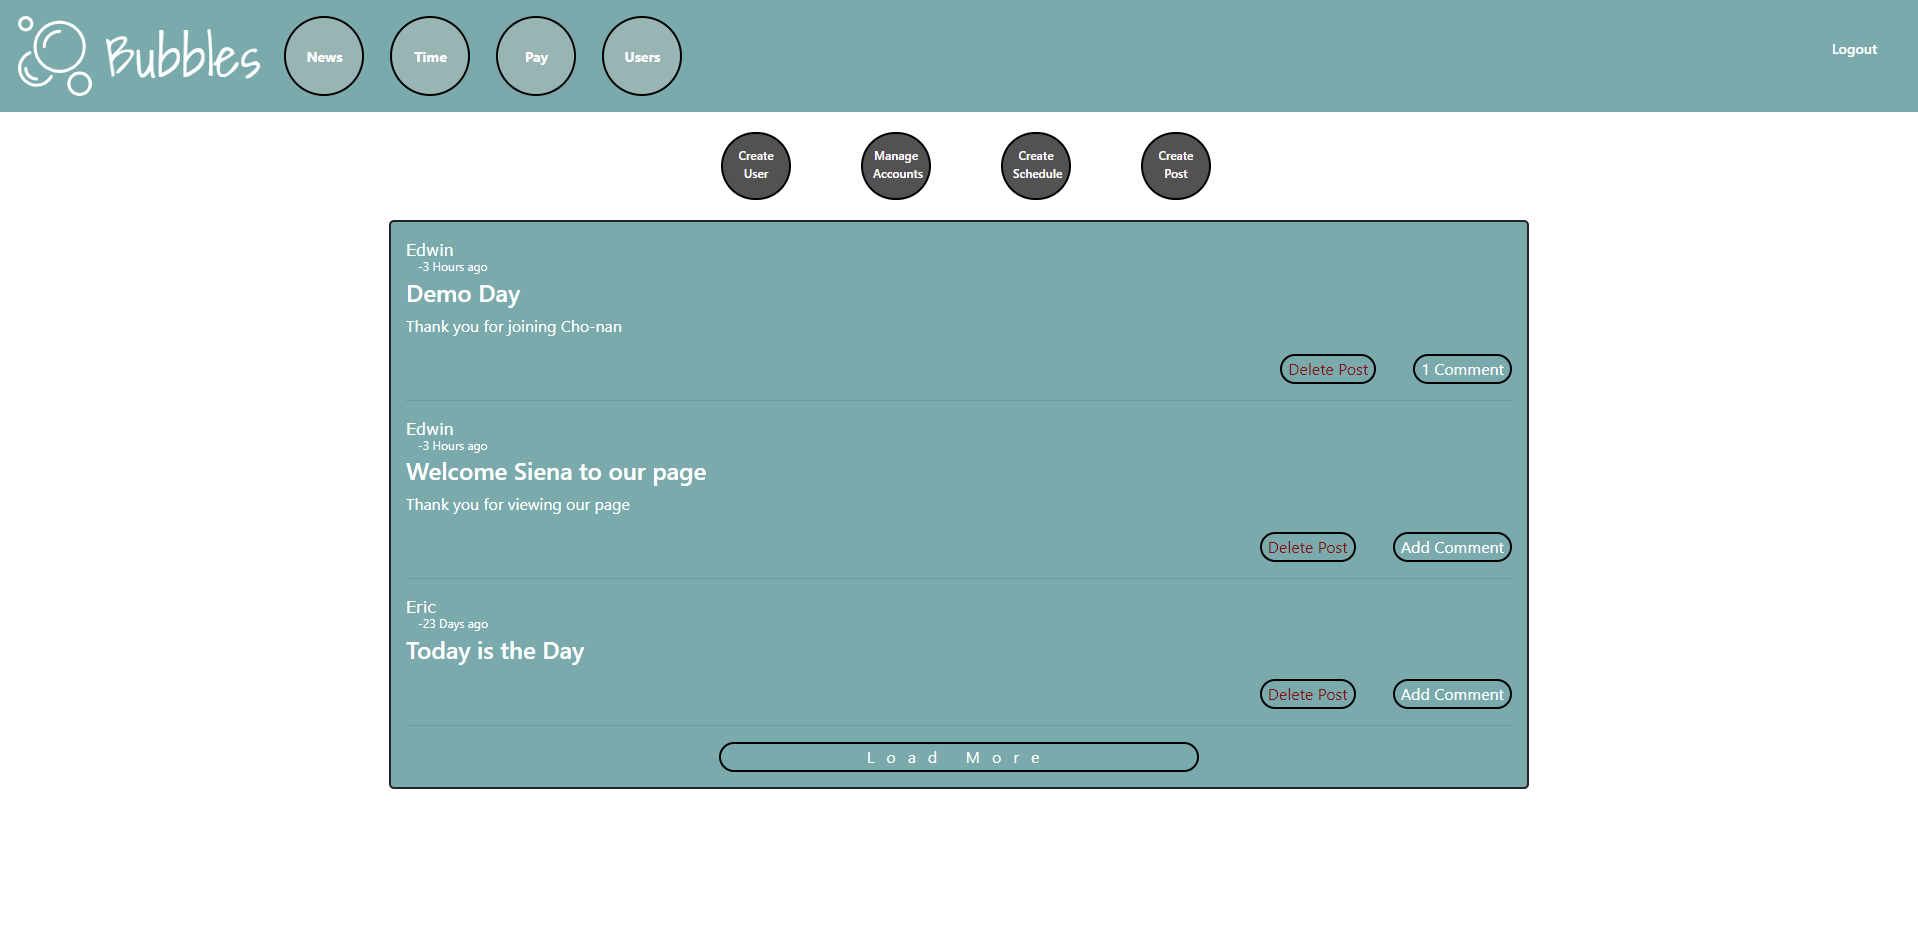 Bubbles
News
Time
Pay
Users
Logout
Create
User
Manage
Accounts
Create
Schedule
Create
Post
Edwin
-3 Hours ago
Demo Day
Thank you for joining Cho-nan
Delete Post
1 Comment
Edwin
-3 Hours ago
Welcome Siena to our page
Thank you for viewing our page
Delete Post
Add Comment
Eric
-23 Days ago
Today is the Day
Delete Post
Add Comment
Load More